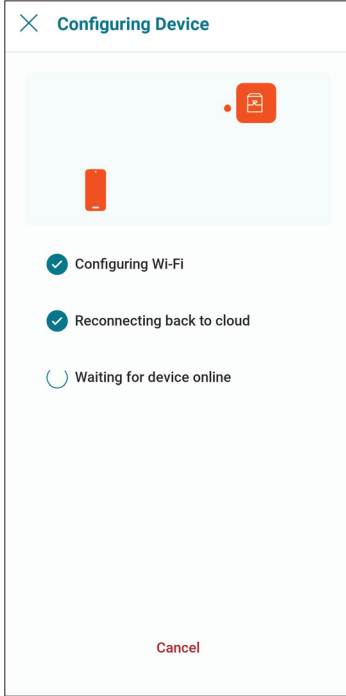 Configuring Device
Configuring Wi-Fi
Reconnecting back to cloud
Waiting for device online
Cancel